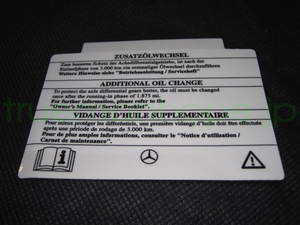 ZUSATZÖLWECHSEL
Zum besseren Schutz der Achsdifferentialgetriebe, ist nach der
Einlaufphase von 3.000 km ein erstmaliger Ölwechsel durchzuführen
Weitere Hinweise siehe "Betriebsanleitung / Serviceheft"
ADDITIONAL OIL CHANGE
To protect the axle differential gears better, the oil must be changed
once after the running-in phase of 1.875 mi.
For further information, please refer to the
"Owner's Manual / Service Booklet".
VIDANGE D'HUILE SUPPLEMENTAIRE
Pour mieux protéger les différentiels, une première vidange d'huile doit être effectuée
après une période de rodage de 3.000 km.
Pour de plus amples informations, consulter le "Notice d'utilisation /
Carnet de maintenance".